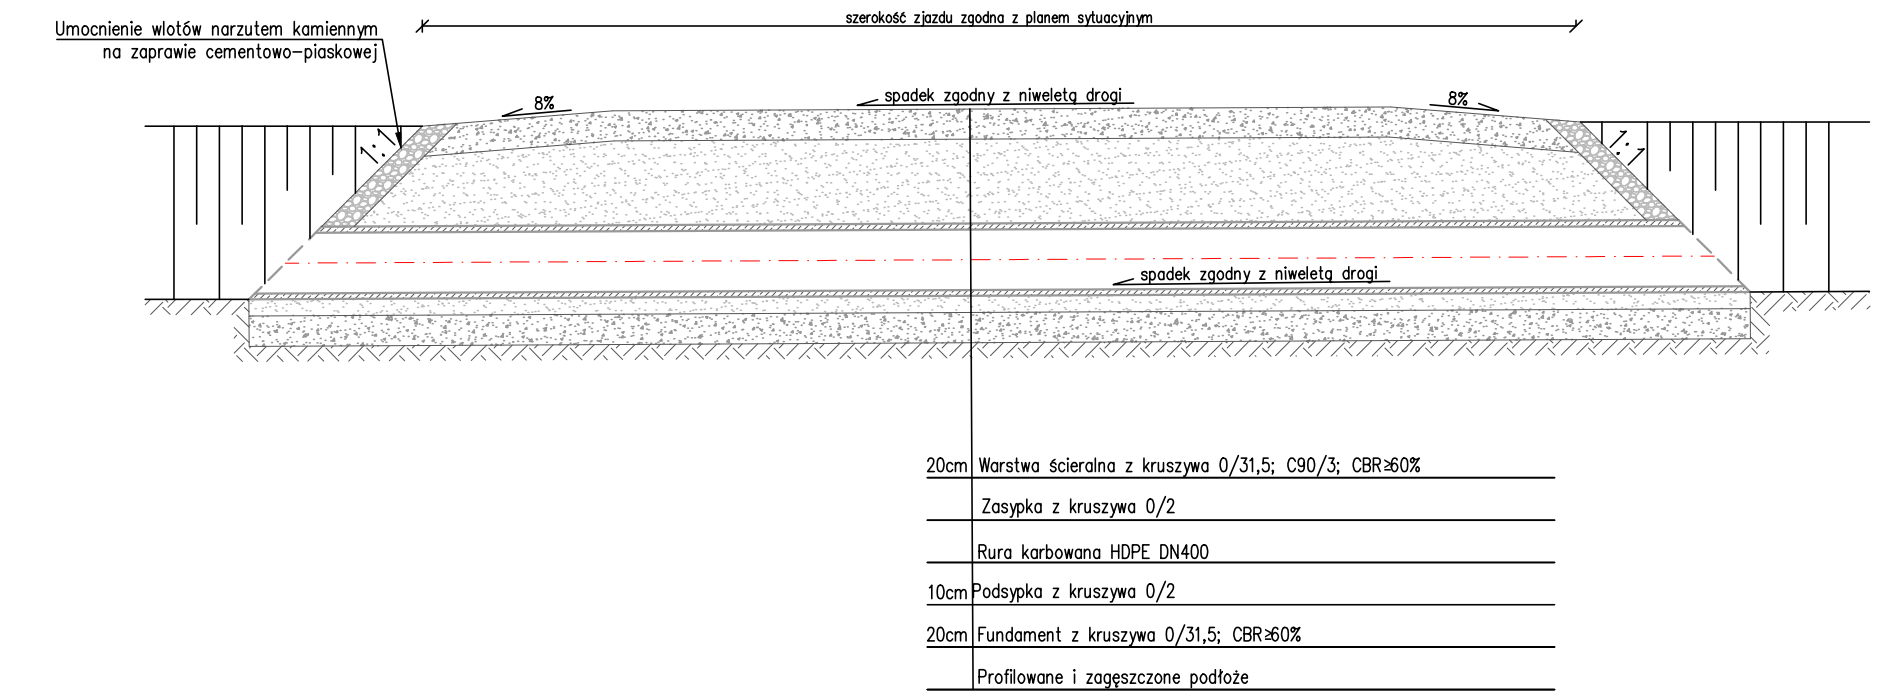 szerokość zjazdu zgodna z planem sytuacyjnym
Umocnienie wlotów narzutem kamiennym
na zaprawie cementowo-piaskowej
8%
spadek zgodny z niweletą drogi
8%
1:1
1:1
spadek zgodny z niweletą drogi
20cm Warstwa ścieralna z kruszywa 0/31,5; C90/3; CBR≥60%
Zasypka z kruszywa 0/2
Rura karbowana HDPE DN400
10cm Podsypka z kruszywa 0/2
20cm Fundament z kruszywa 0/31,5; CBR≥60%
Profilowane i zagęszczone podłoże